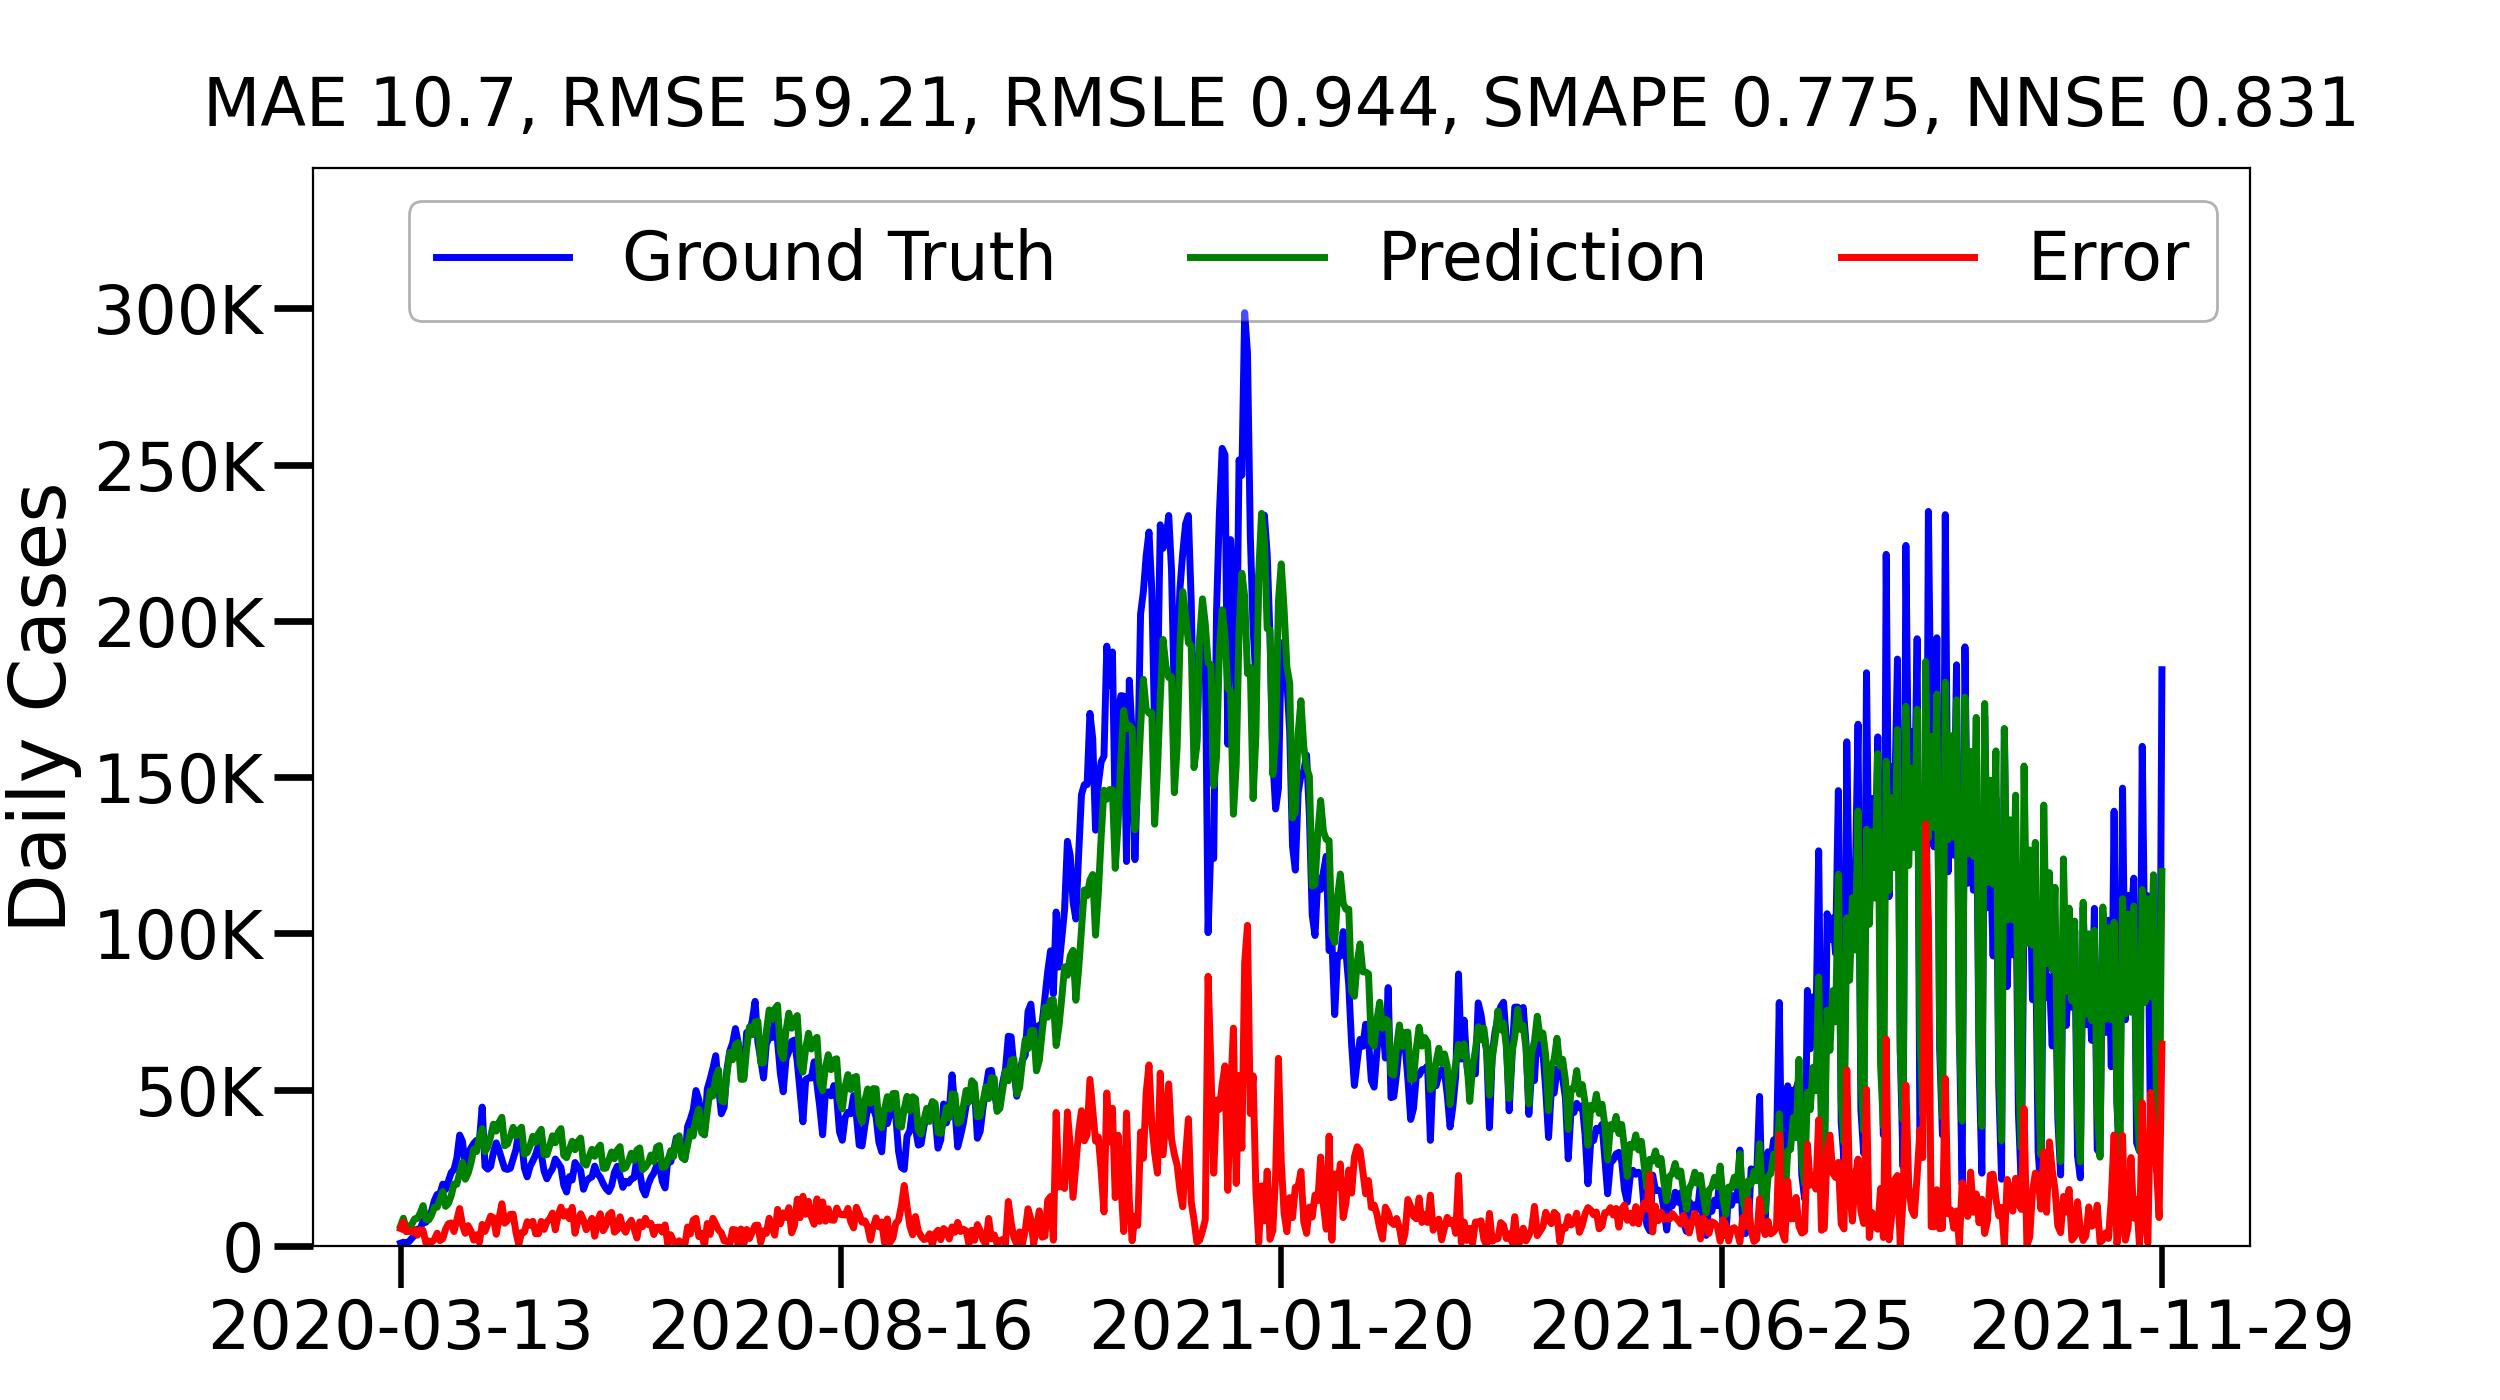 MAE 10.7, RMSE 59.21, RMSLE 0.944, SMAPE 0.775, NNSE 0.831
Ground Truth Prediction Error
300K
250K
200K
150K
100K
50K
0
Daily Cases
2020-03-13 2020-08-16 2021-01-20 2021-06-25 2021-11-29